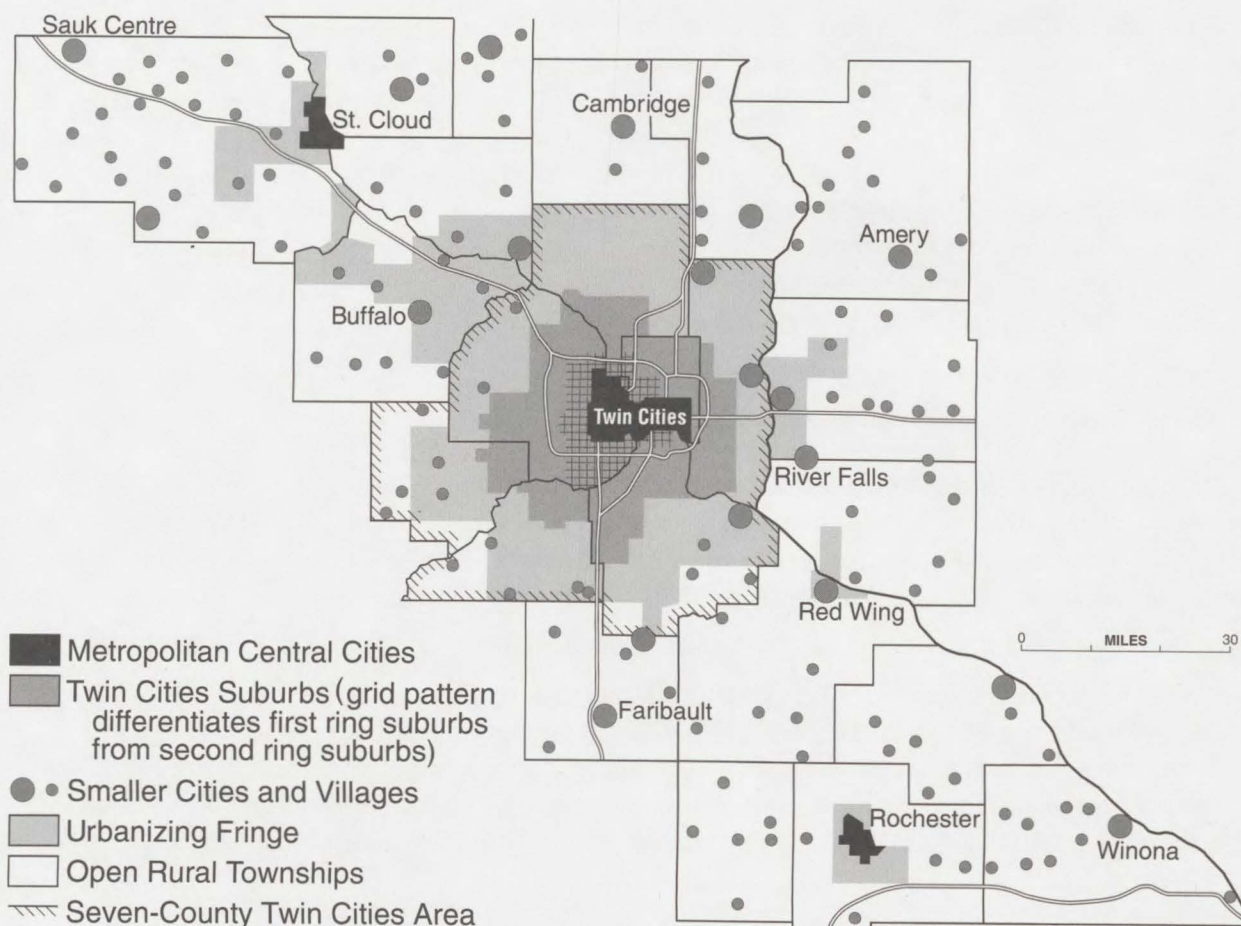 Sauk Centre
St. Cloud
Cambridge
Amery
Buffalo
Twin Cities
River Falls
Red Wing
0 MILES 30
Faribault
Rochester
Winona
Metropolitan Central Cities
Twin Cities Suburbs (grid pattern
differentiates first ring suburbs
from second ring suburbs)
Smaller Cities and Villages
Urbanizing Fringe
Open Rural Townships
Seven-County Twin Cities Area